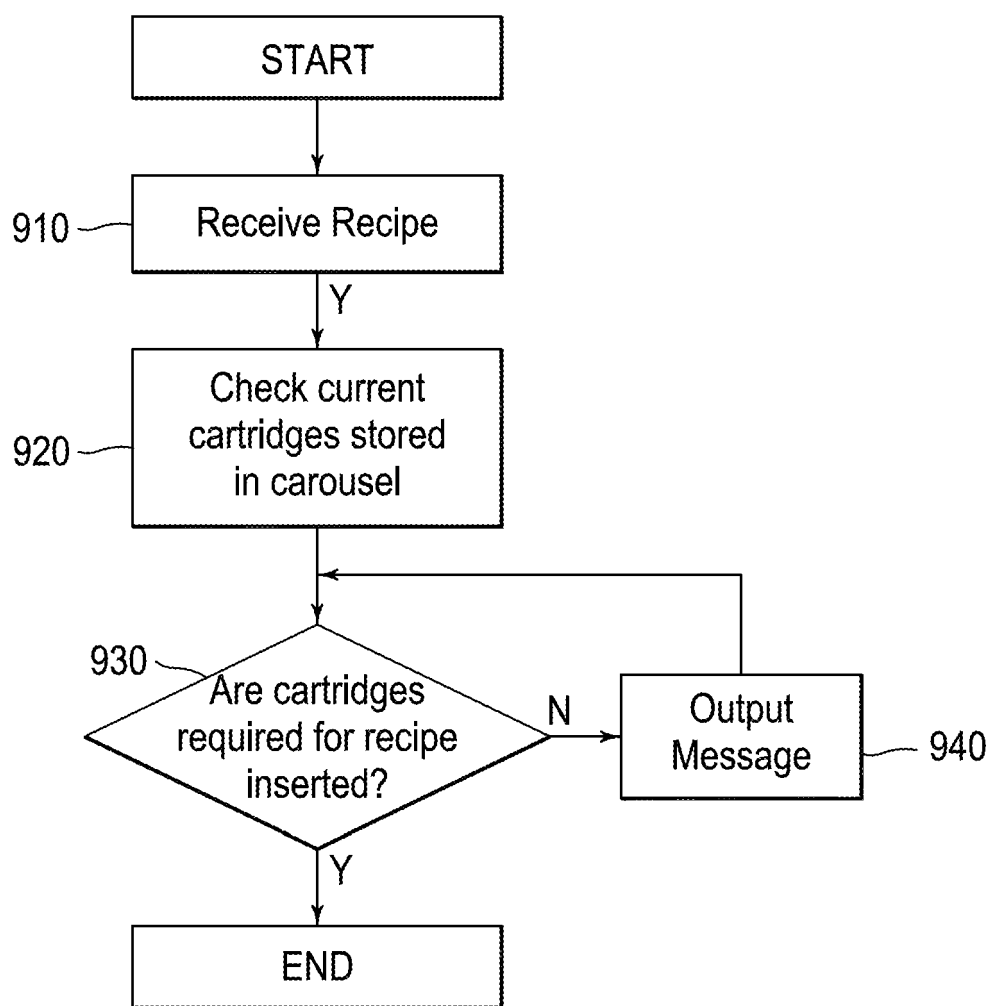 START
910
Receive Recipe
Y
920
Check current
cartridges stored
in carousel
930
Are cartridges
required for recipe
inserted?
N
Output
Message
940
Y
END